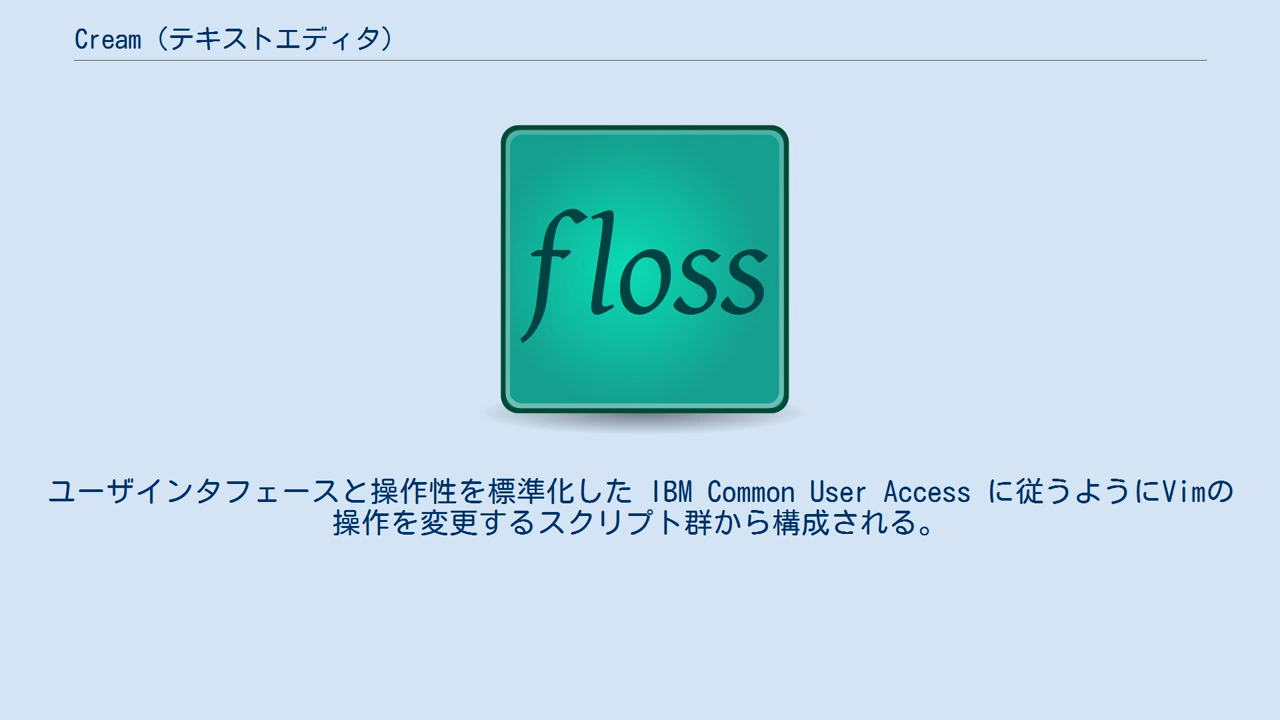 Cream（テキストエディタ）
floss
ユーザインタフェースと操作性を標準化した IBM Common User Access に従うようにVimの
操作を変更するスクリプト群から構成される。